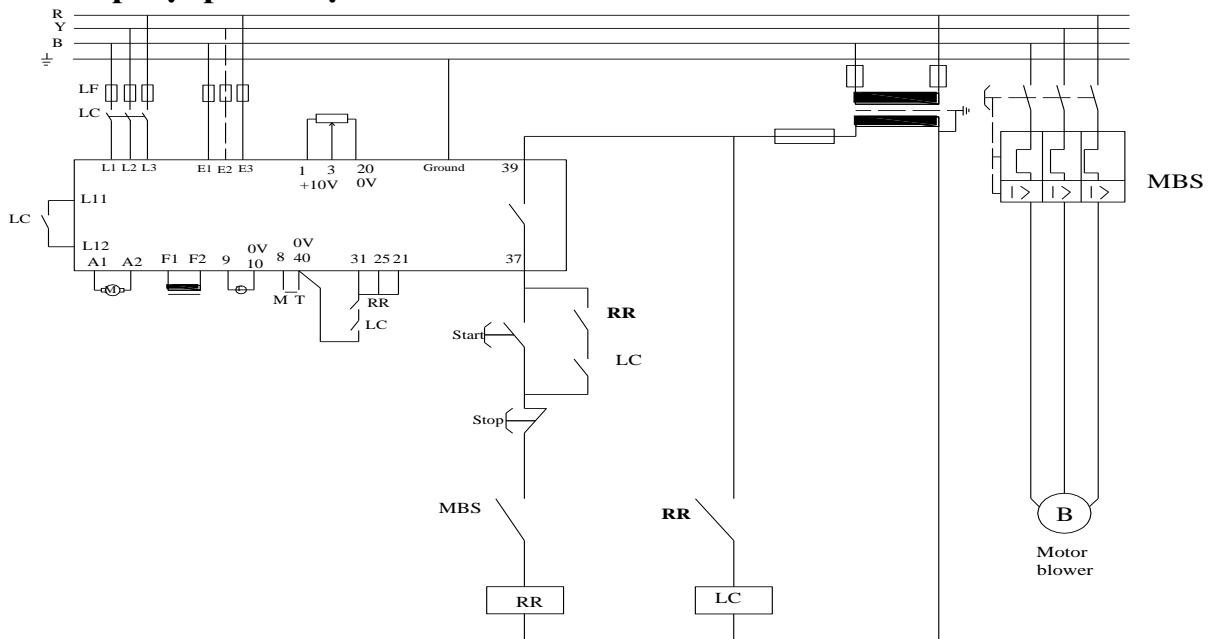 R
Y
B
LF
LC
L1 L2 L3 E1 E2 E3 1 3 20 Ground 39
+10V 0V
L11
LC
MBS
L12
A1 A2 F1 F2 9 0V 10 8 0V 40 31 25 21 37
M
M T RR
LC
RR
Start
LC
Stop
MBS
RR
B
Motor
blower
RR
LC